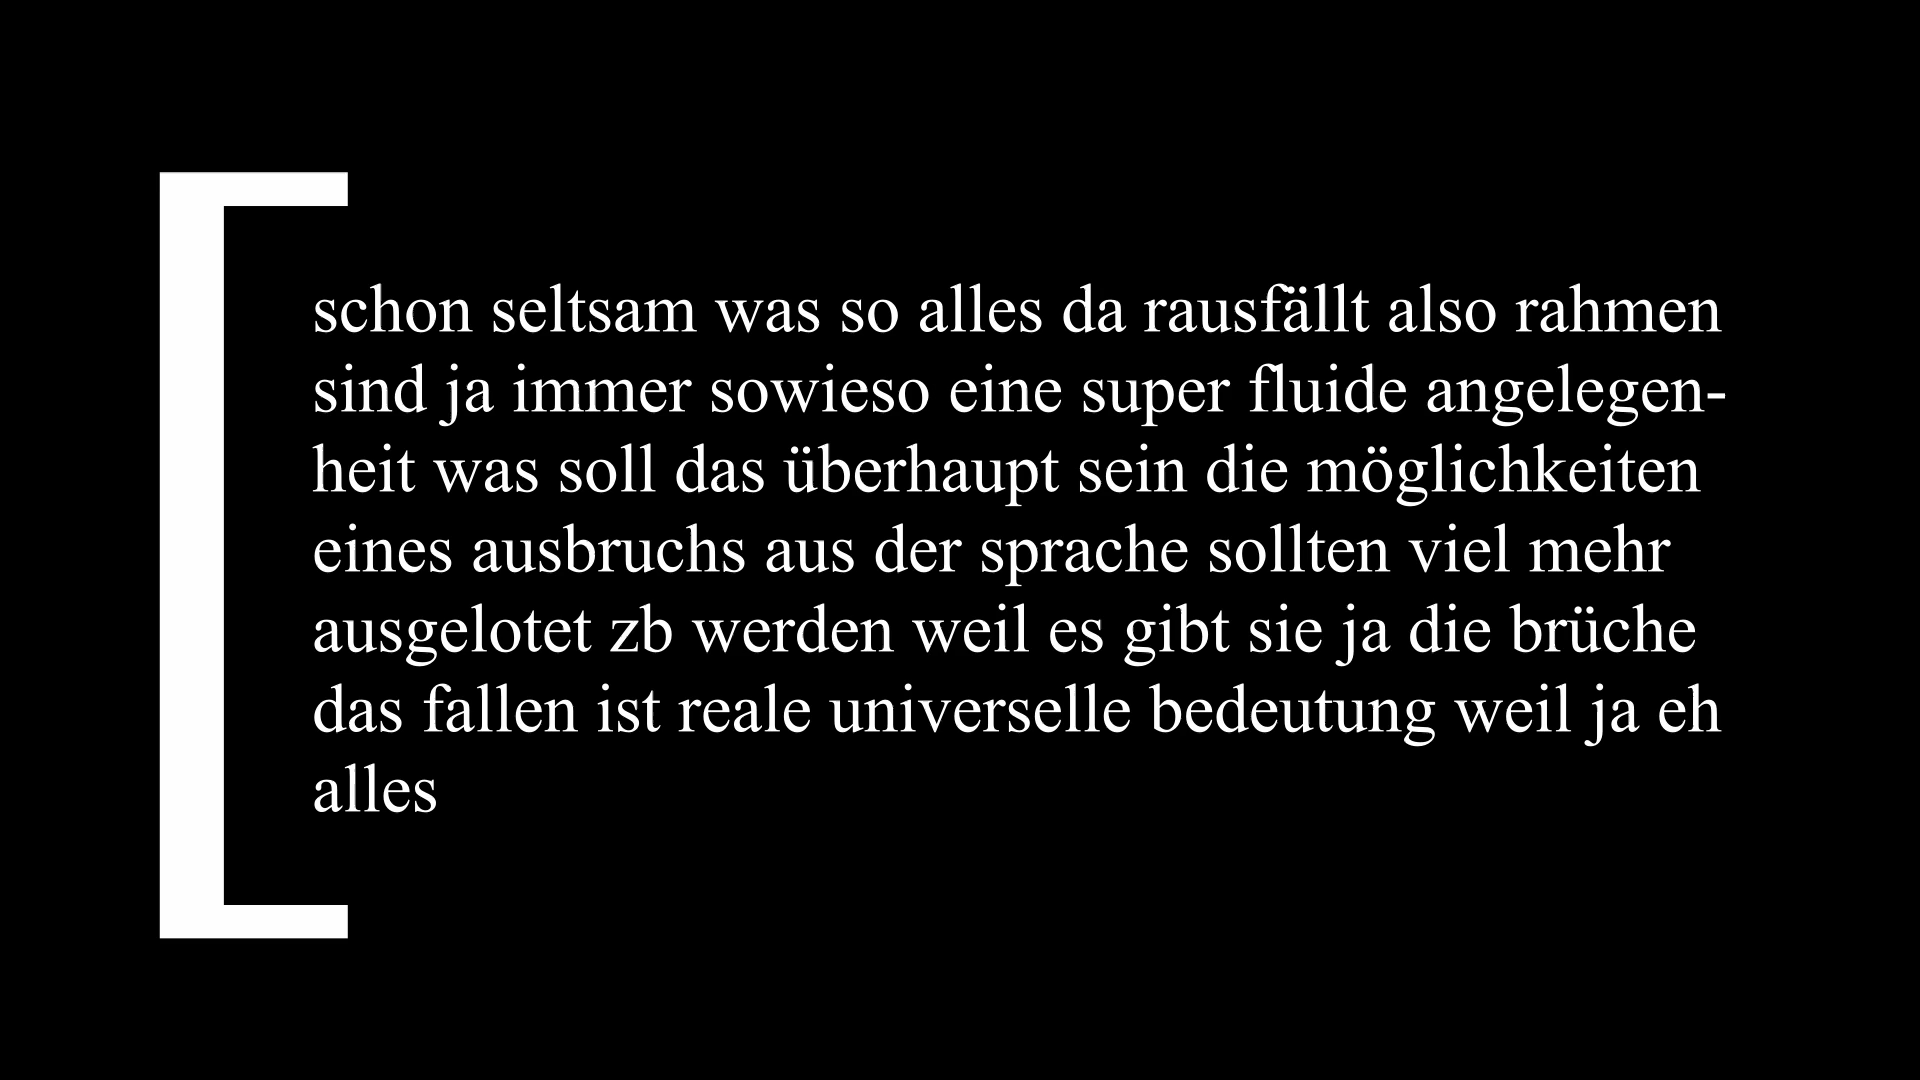 [
schon seltsam was so alles da rausfällt also rahmen
sind ja immer sowieso eine super fluide angelegen-
heit was soll das überhaupt sein die möglichkeiten
eines ausbruchs aus der sprache sollten viel mehr
ausgelotet zb werden weil es gibt sie ja die brüche
das fallen ist reale universelle bedeutung weil ja eh
alles